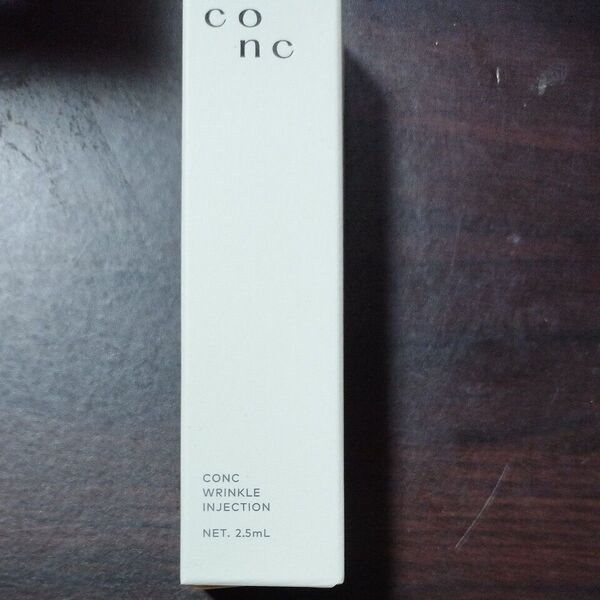 co
nc
CONC
WRINKLE
INJECTION
NET. 2.5mL